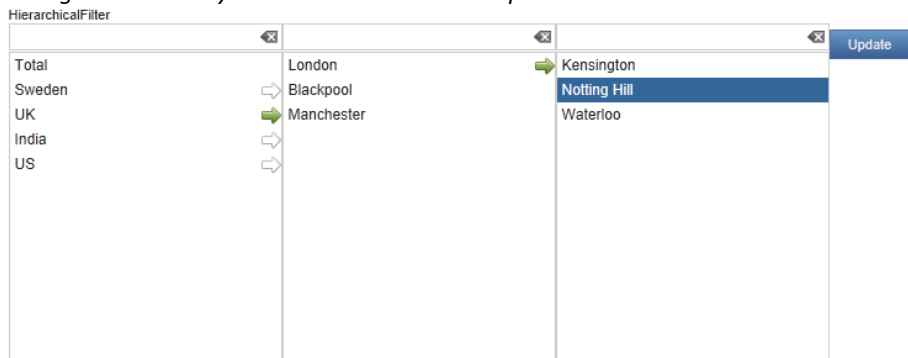 HierarchicalFilter
Update
Total
Sweden
UK
India
US
London
Blackpool
Manchester
Kensington
Notting Hill
Waterloo